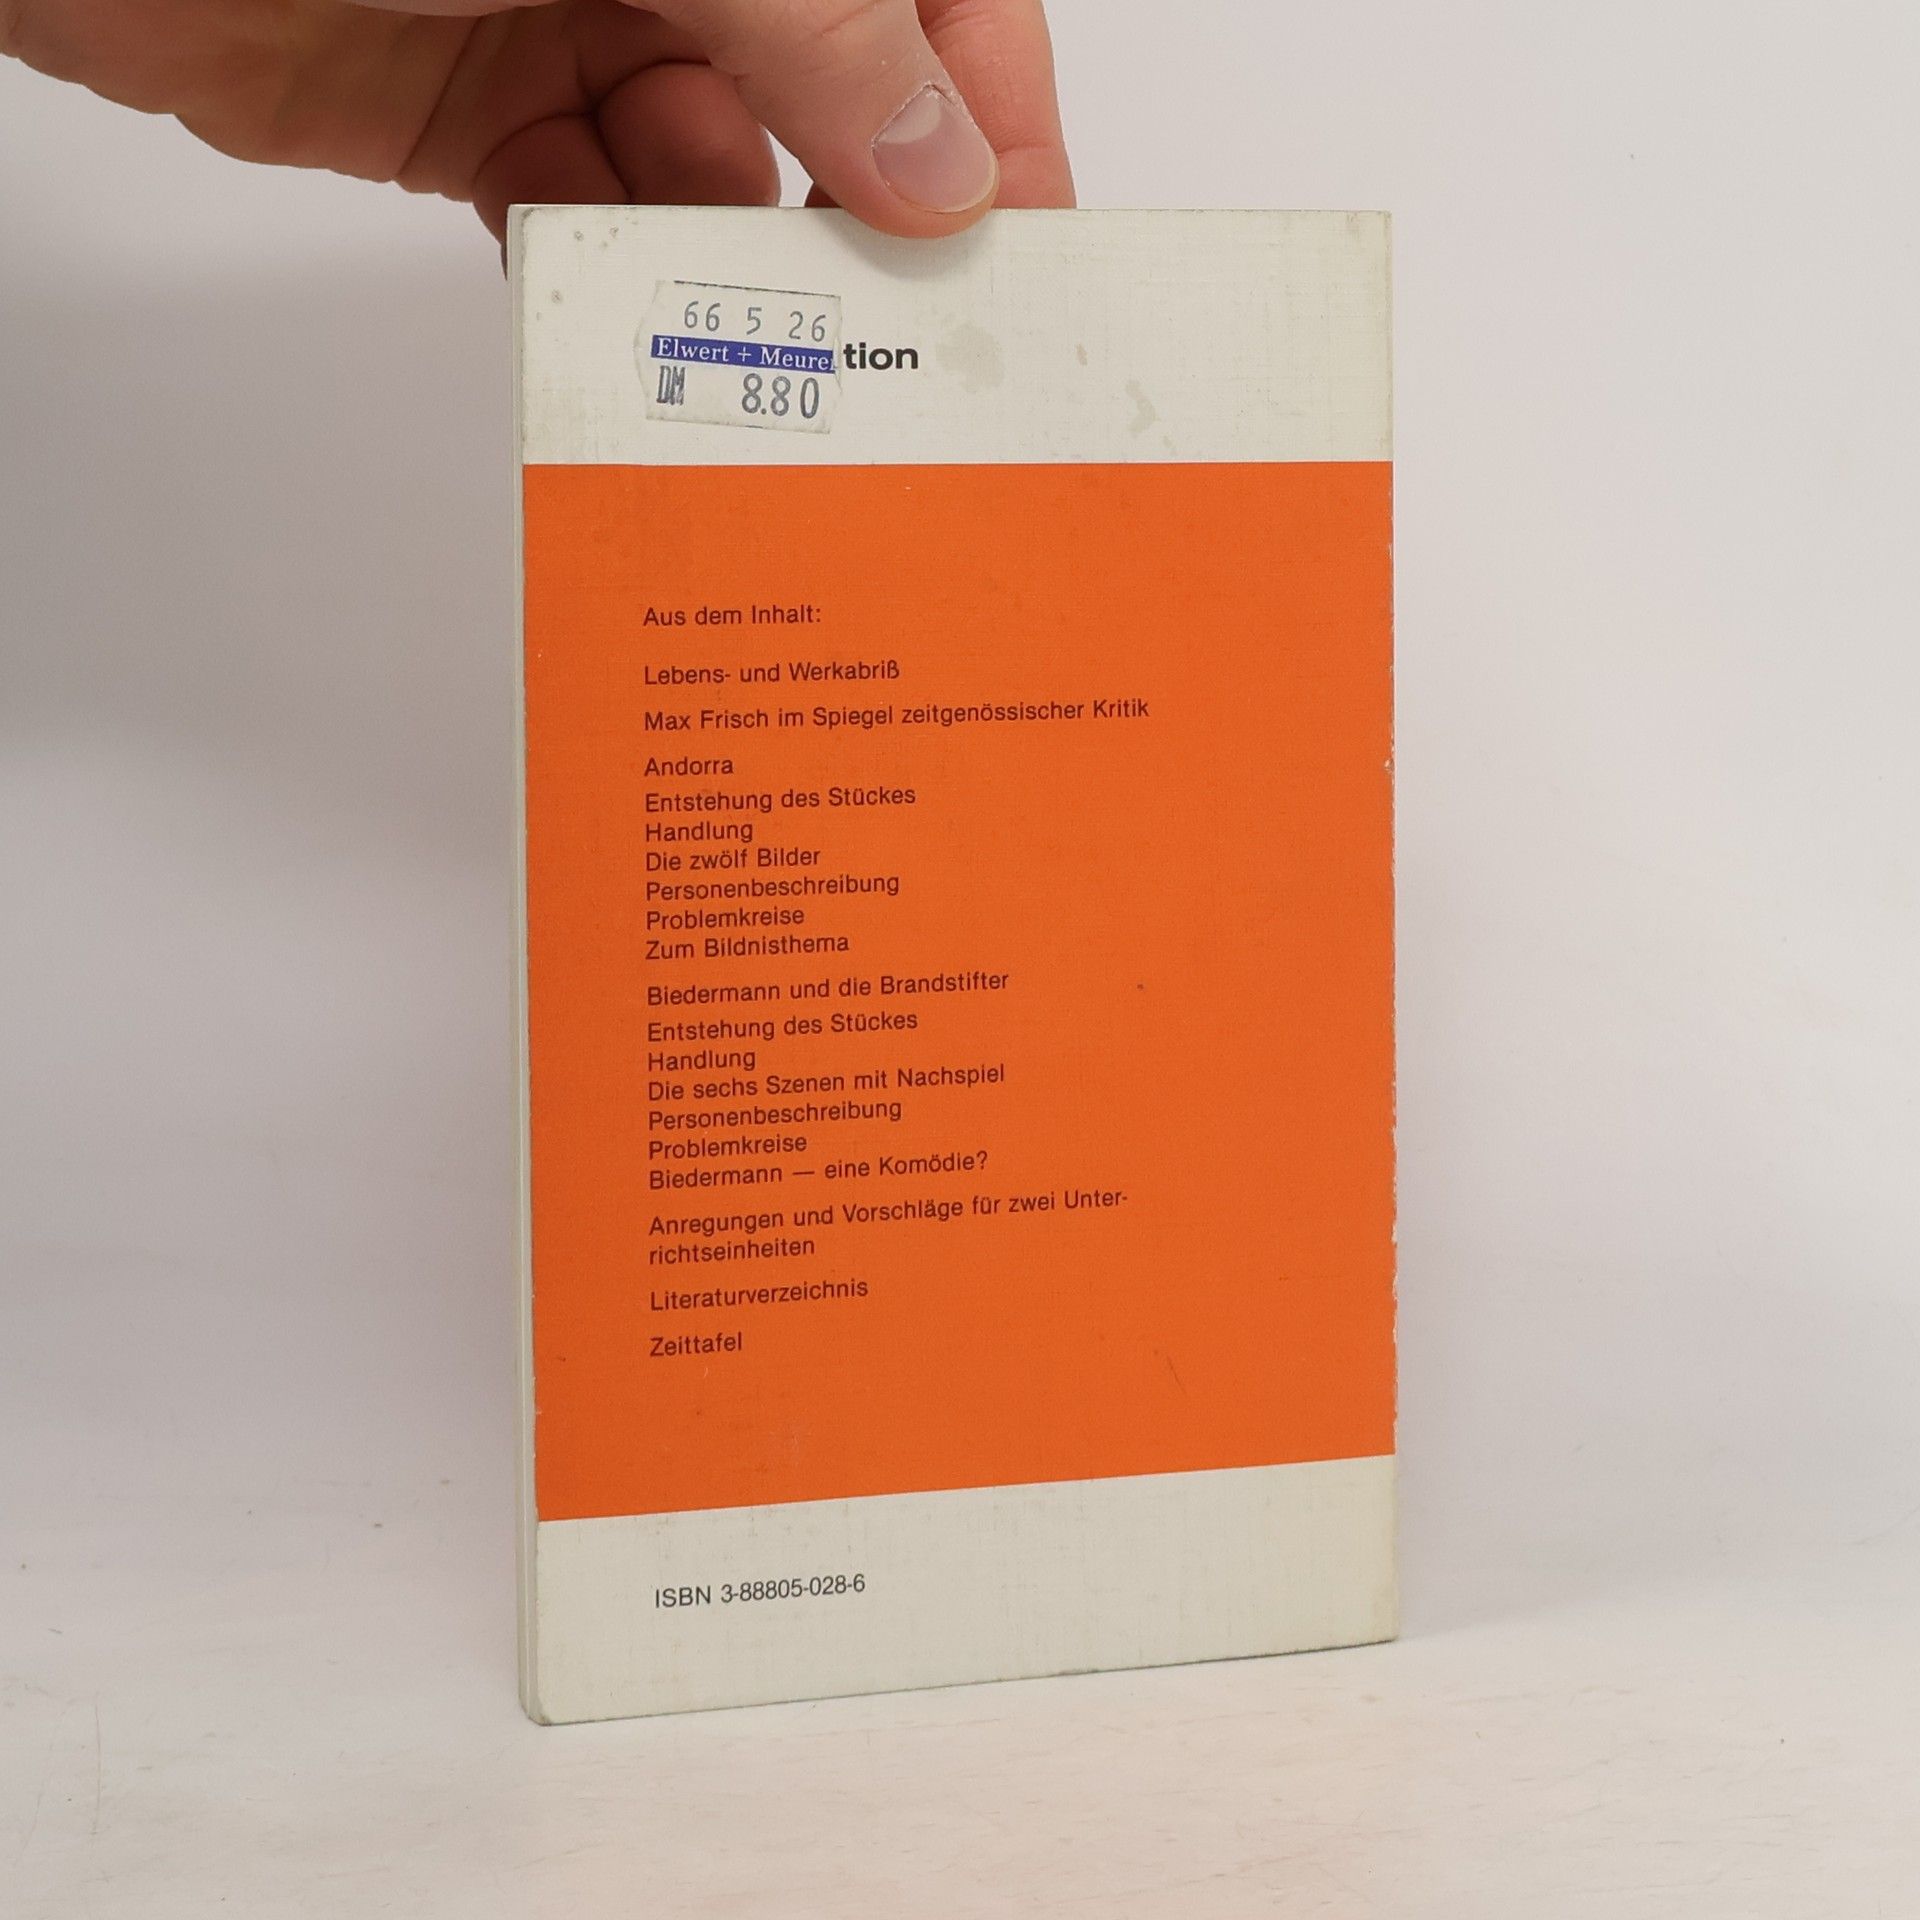 66 5 26
Elwert + Meurer
DM 8.80
tion
Aus dem Inhalt:
Lebens- und Werkabriß
Max Frisch im Spiegel zeitgenössischer Kritik
Andorra
Entstehung des Stückes
Handlung
Die zwölf Bilder
Personenbeschreibung
Problemkreise
Zum Bildnisthema
Biedermann und die Brandstifter
Entstehung des Stückes
Handlung
Die sechs Szenen mit Nachspiel
Personenbeschreibung
Problemkreise
Biedermann — eine Komödie?
Anregungen und Vorschläge für zwei Unter-
richtseinheiten
Literaturverzeichnis
Zeittafel
ISBN 3-88805-028-6